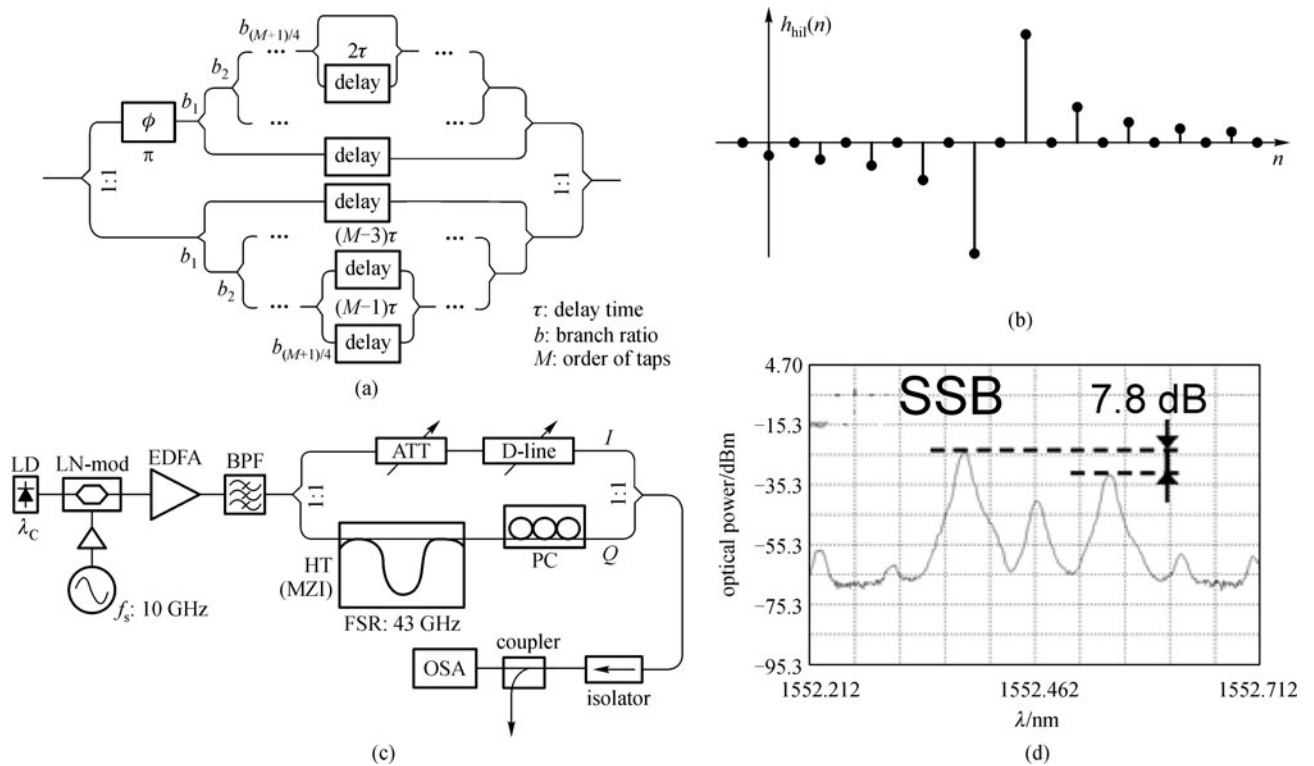 b(M+1)/4
...
2τ
delay
...
b2
b1
...
...
ϕ
π
delay
1:1
1:1
delay
b1
...
(M−3)τ
...
b2
delay
...
(M−1)τ
...
b(M+1)/4
delay
τ: delay time
b: branch ratio
M: order of taps
(a)
hhil(n)
n
(b)
LD
λC
LN-mod
EDFA
BPF
fs: 10 GHz
1:1
ATT
D-line
I
1:1
HT
(MZI)
PC
Q
FSR: 43 GHz
OSA
coupler
isolator
(c)
optical power/dBm
4.70
−15.3
−35.3
−55.3
−75.3
−95.3
SSB
7.8 dB
1552.212
1552.462
1552.712
λ/nm
(d)